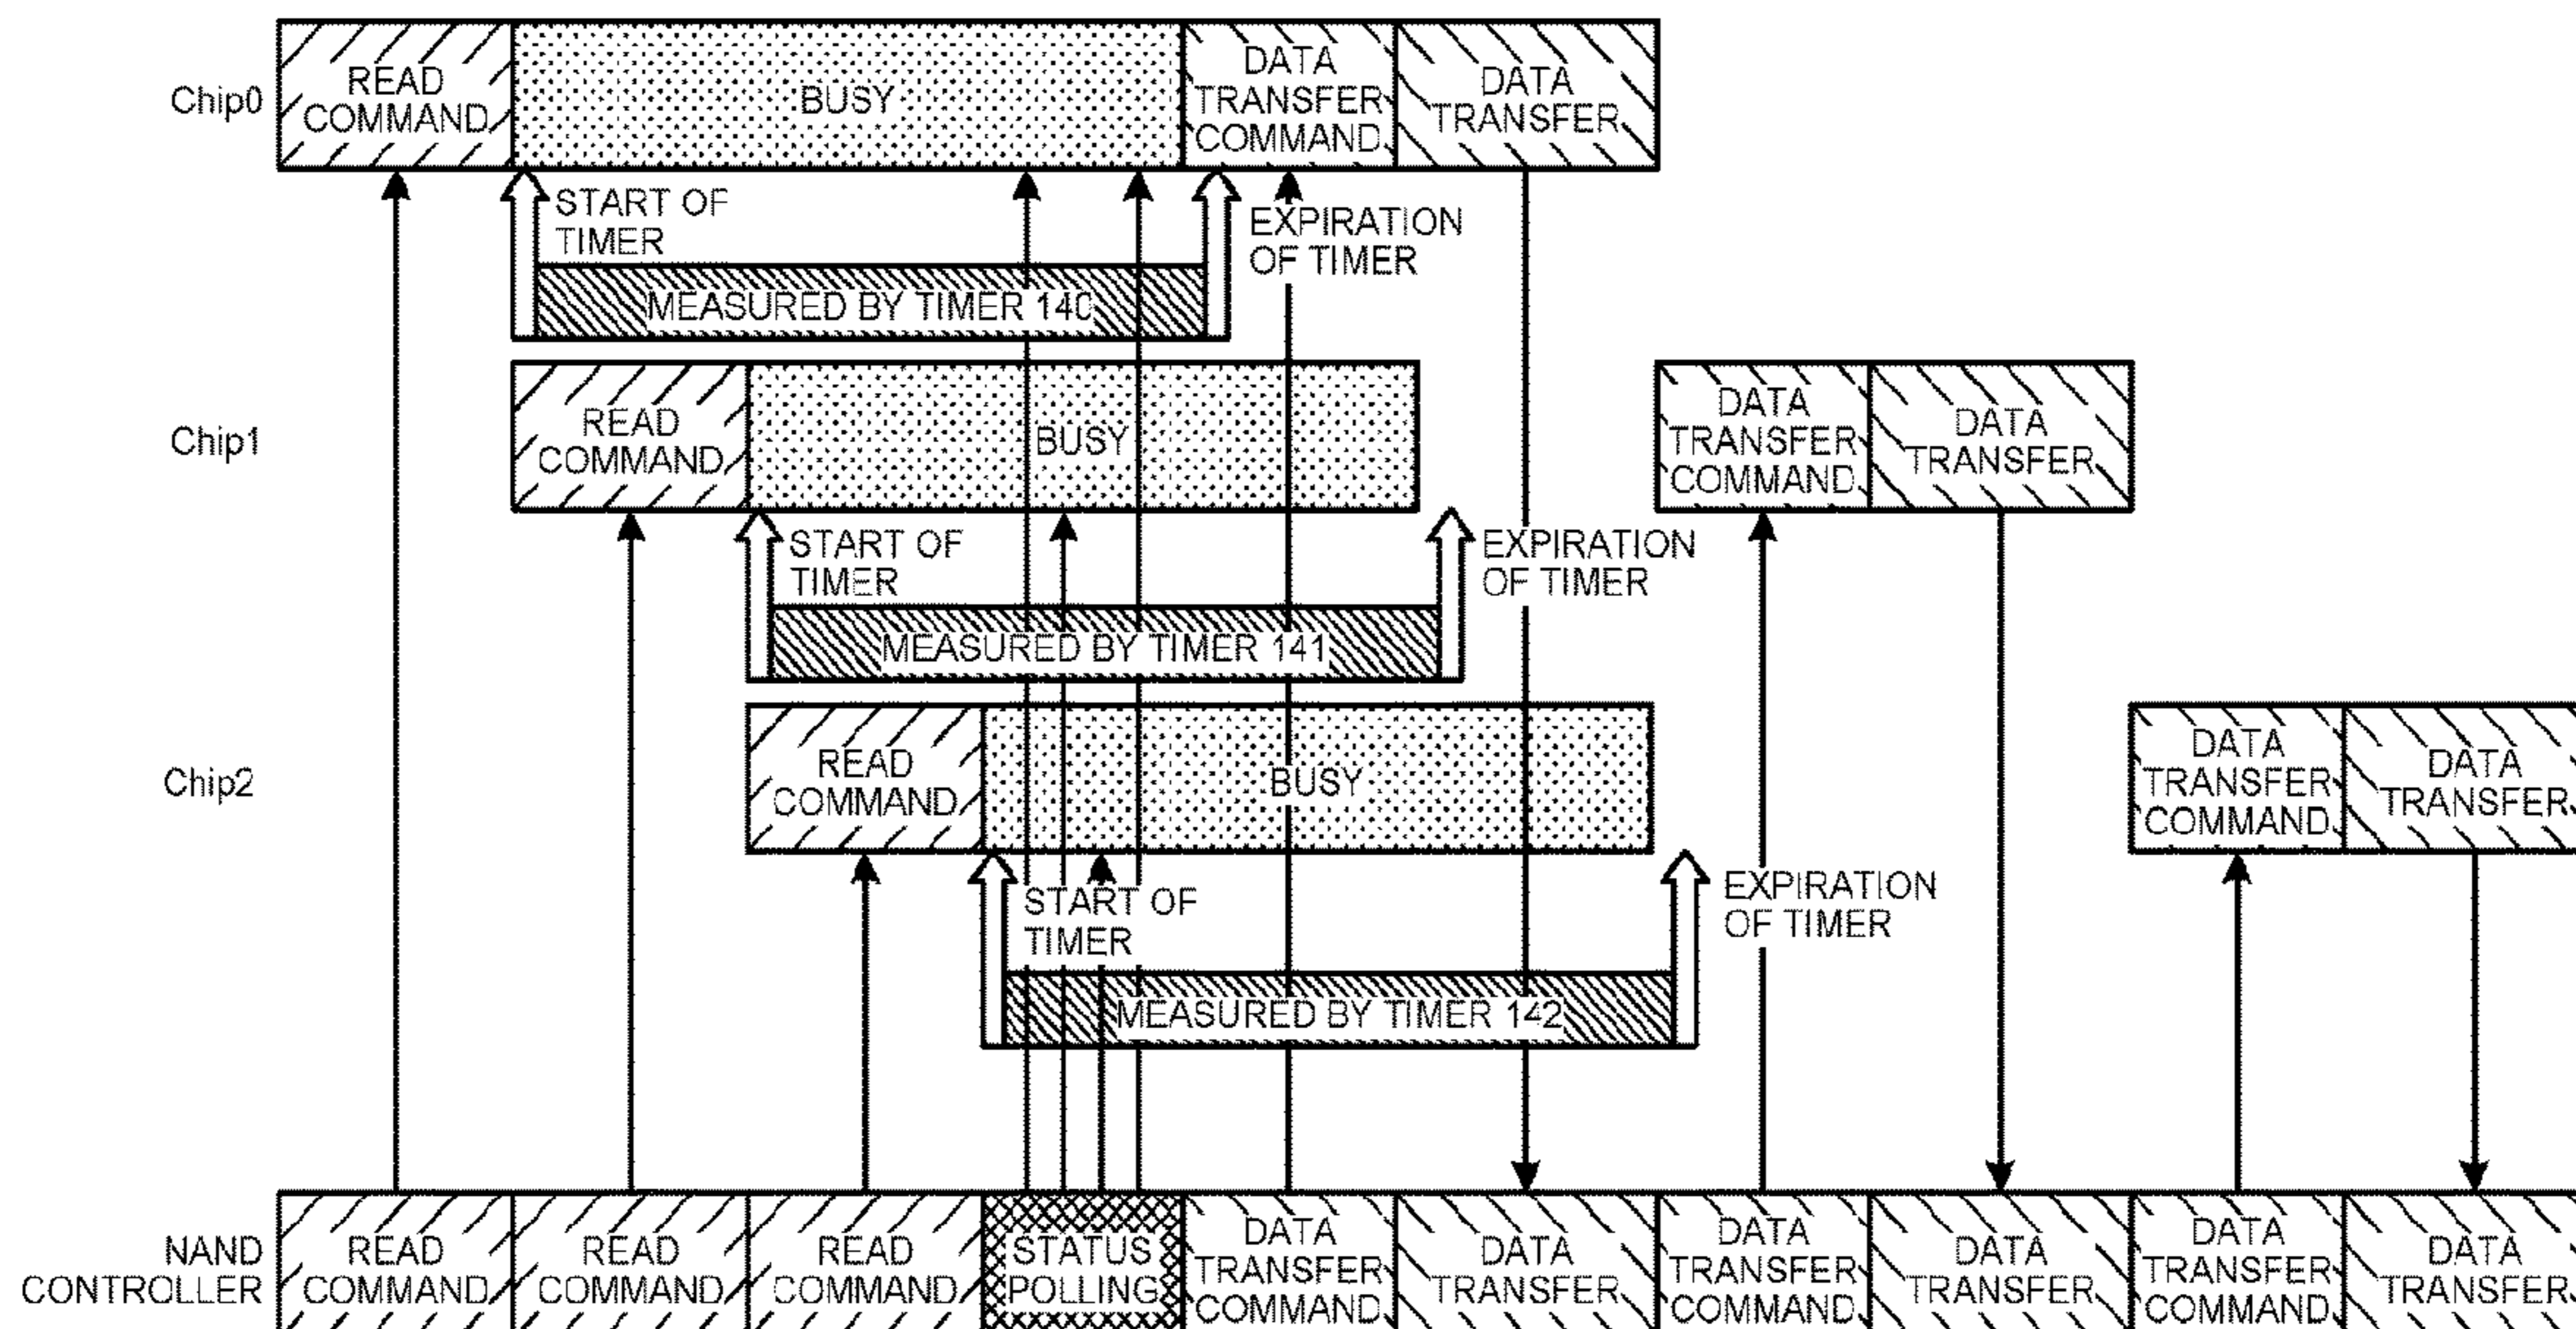 Chip0
READ
COMMAND
BUSY
DATA
TRANSFER
COMMAND
DATA
TRANSFER
START OF
TIMER
EXPIRATION
OF TIMER
MEASURED BY TIMER 140
Chip1
READ
COMMAND
BUSY
DATA
TRANSFER
COMMAND
DATA
TRANSFER
START OF
TIMER
EXPIRATION
OF TIMER
MEASURED BY TIMER 141
Chip2
READ
COMMAND
BUSY
DATA
TRANSFER
COMMAND
DATA
TRANSFER
START OF
TIMER
EXPIRATION
OF TIMER
MEASURED BY TIMER 142
NAND
CONTROLLER
READ
COMMAND
READ
COMMAND
READ
COMMAND
STATUS
POLLING
DATA
TRANSFER
COMMAND
DATA
TRANSFER
DATA
TRANSFER
COMMAND
DATA
TRANSFER
DATA
TRANSFER
COMMAND
DATA
TRANSFER